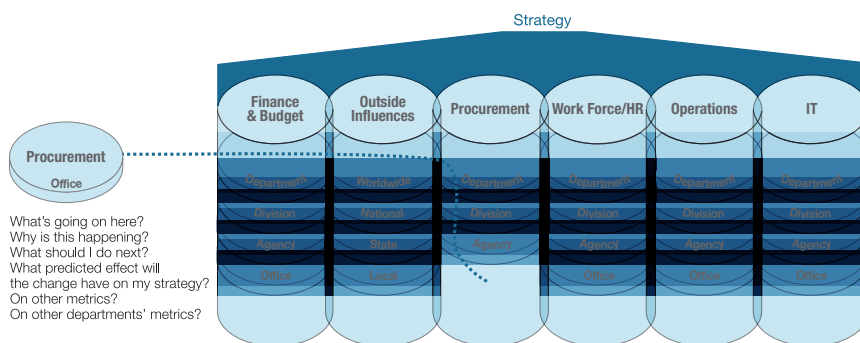 Strategy
Finance
& Budget
Outside
Influences
Procurement
Work Force/HR
Operations
IT
Procurement
Office
Department
Worldwide
Department
Department
Department
Department
Division
National
Division
Division
Division
Division
Agency
State
Agency
Agency
Agency
Agency
Office
Local
Office
Office
Office
What's going on here?
Why is this happening?
What should I do next?
What predicted effect will
the change have on my strategy?
On other metrics?
On other departments' metrics?